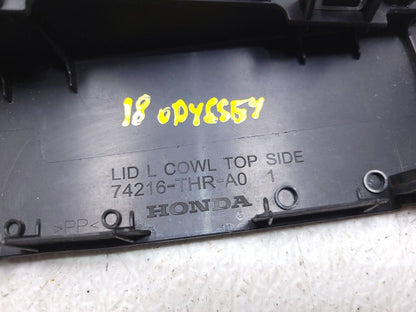 18 ODYSSEY
LID L COWL TOP SIDE
74216-THR-A0 1
>PP<
HONDA